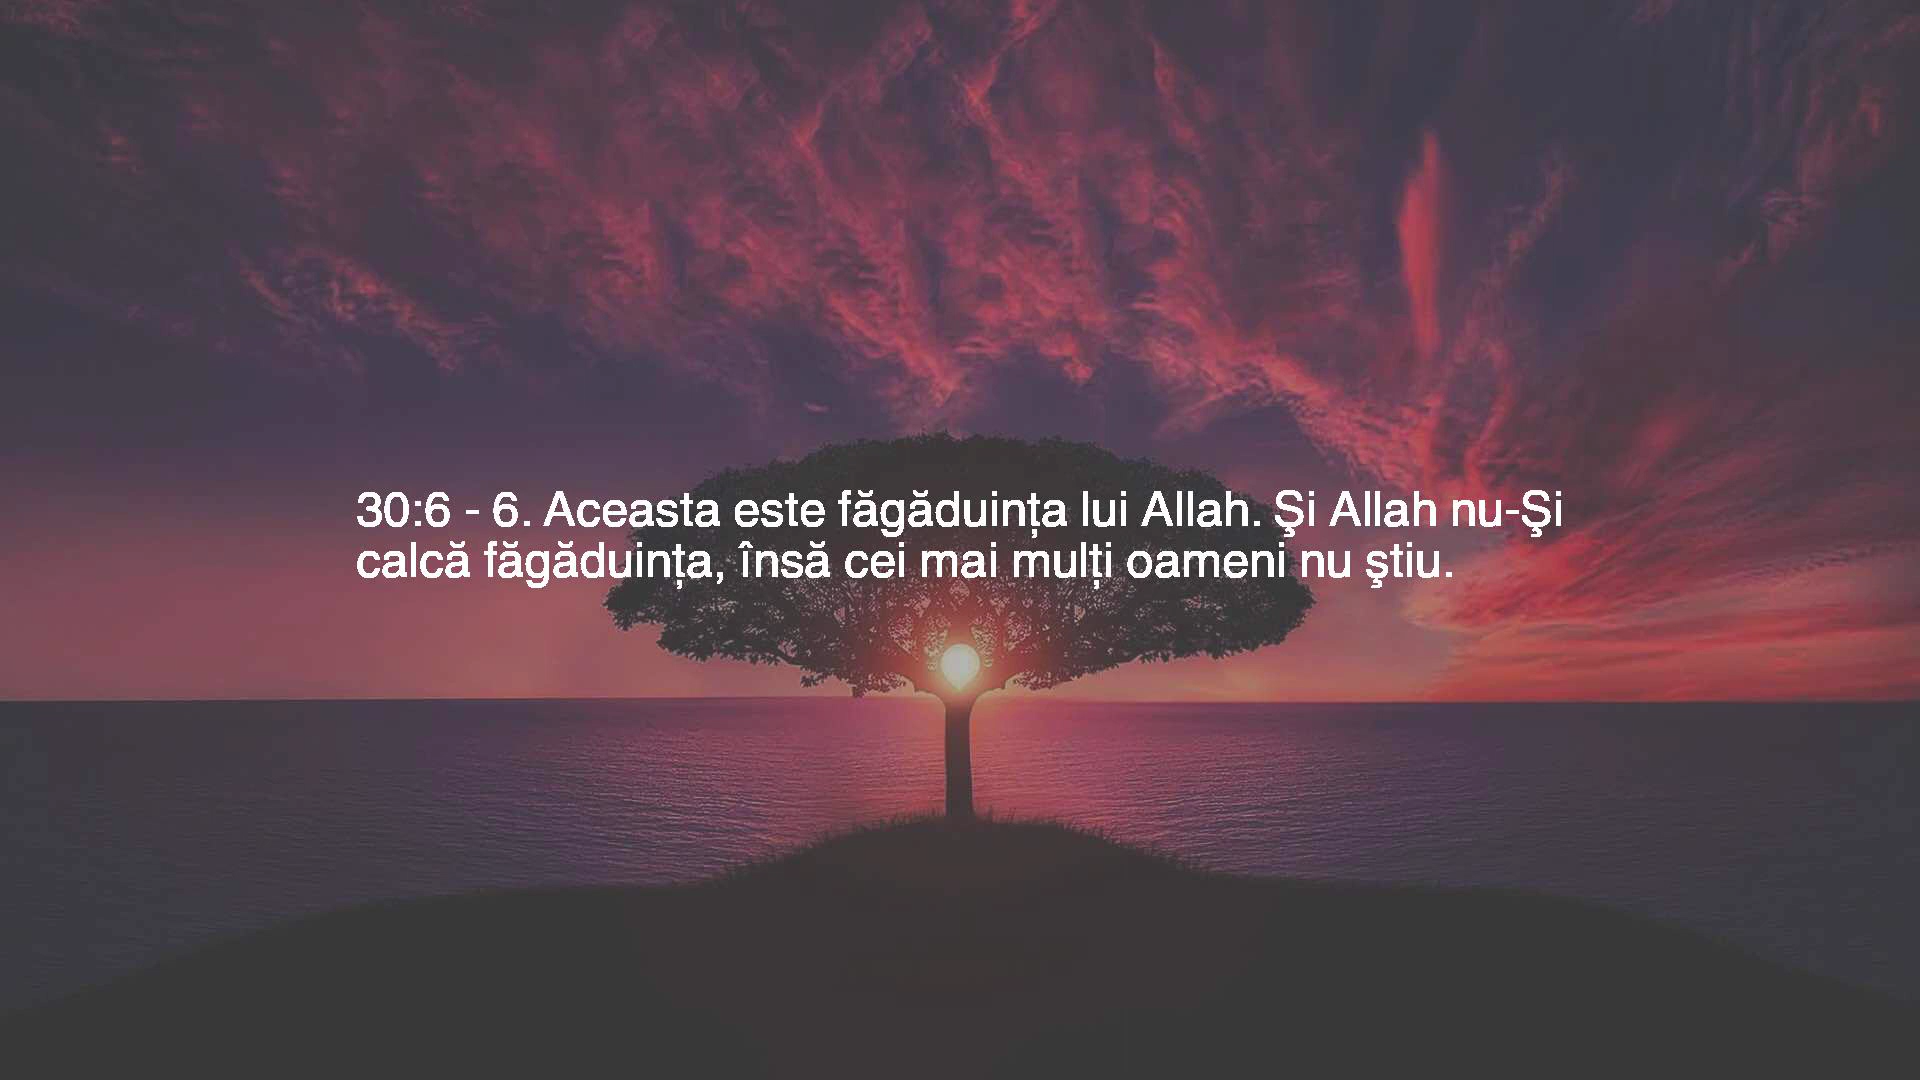 30:6 - 6. Aceasta este făgăduința lui Allah. Şi Allah nu-Şi
calcă făgăduința, însă cei mai mulți oameni nu ştiu.